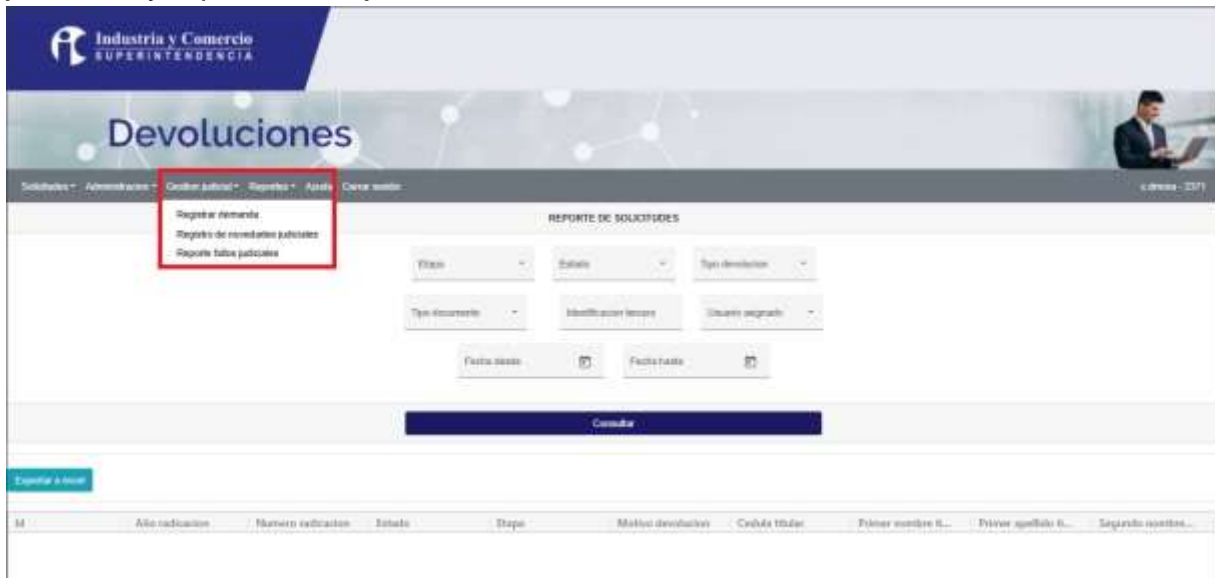 Industria y Comercio
SUPERINTENDENCIA
Devoluciones
Solicitudes Administracion Gestion judicial Reportes Ayuda Cerrar sesión
Registrar demanda
Registro de novedades judiciales
Reporte fallos judiciales
REPORTE DE SOLICITUDES
Etapa Estado Tipo devolucion
Tipo documento Identificacion tercero Usuario asignado
Fecha desde Fecha hasta
Consultar
Exportar a excel
Id Año radicacion Numero radicacion Estado Etapa Motivo devolucion Cedula titular Primer nombre ti... Primer apellido ti... Segundo nombre...